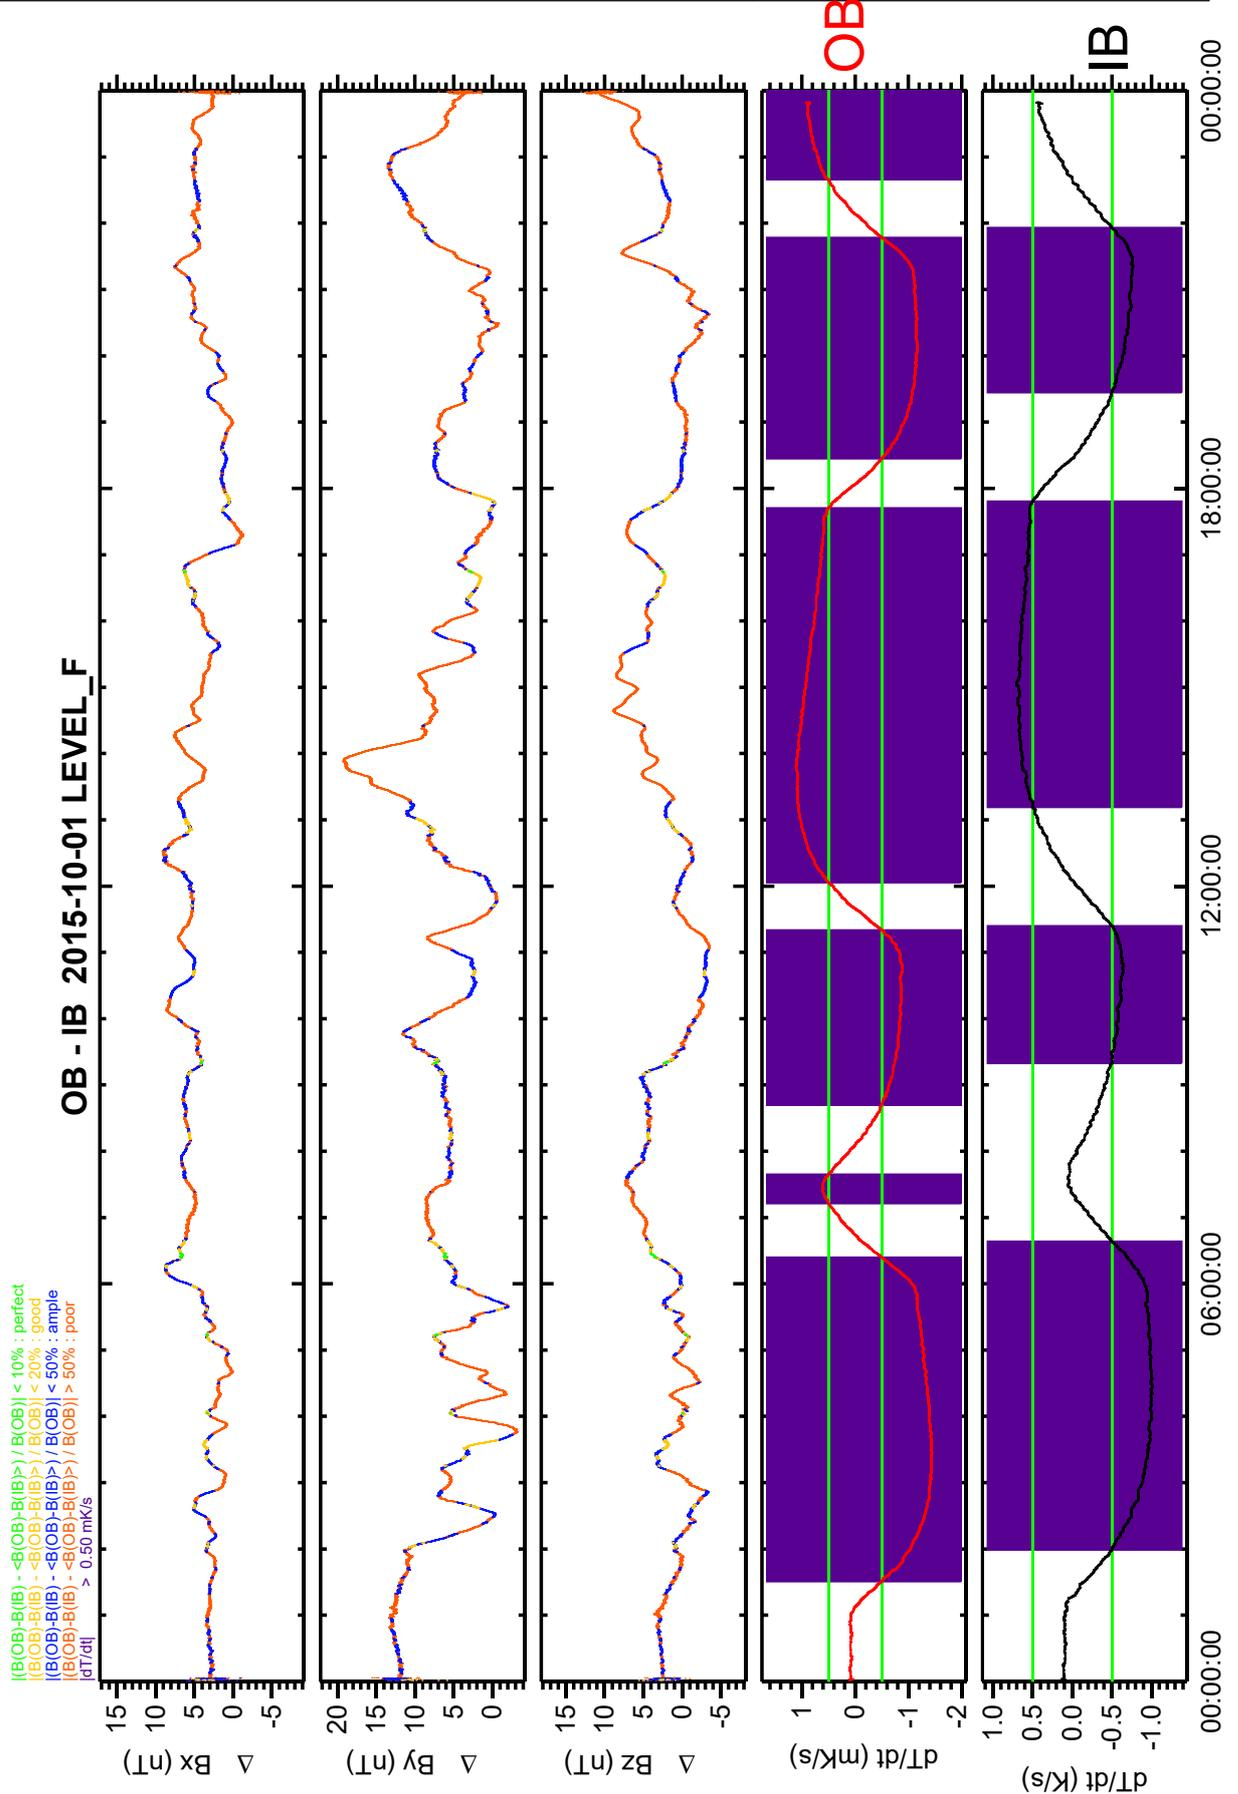 |(B(OB)-B(IB) - <B(OB)-B(IB)>) / B(OB)| < 10% : perfect
|(B(OB)-B(IB) - <B(OB)-B(IB)>) / B(OB)| < 20% : good
|(B(OB)-B(IB) - <B(OB)-B(IB)>) / B(OB)| < 50% : ample
|(B(OB)-B(IB) - <B(OB)-B(IB)>) / B(OB)| > 50% : poor
|dT/dt| > 0.50 mK/s
OB - IB 2015-10-01 LEVEL_F
Δ Bx (nT)
15
10
5
0
-5
Δ By (nT)
20
15
10
5
0
Δ Bz (nT)
15
10
5
0
-5
dT/dt (mK/s)
1
0
-1
-2
OB
dT/dt (K/s)
1.0
0.5
0.0
-0.5
-1.0
IB
00:00:00 06:00:00 12:00:00 18:00:00 00:00:00